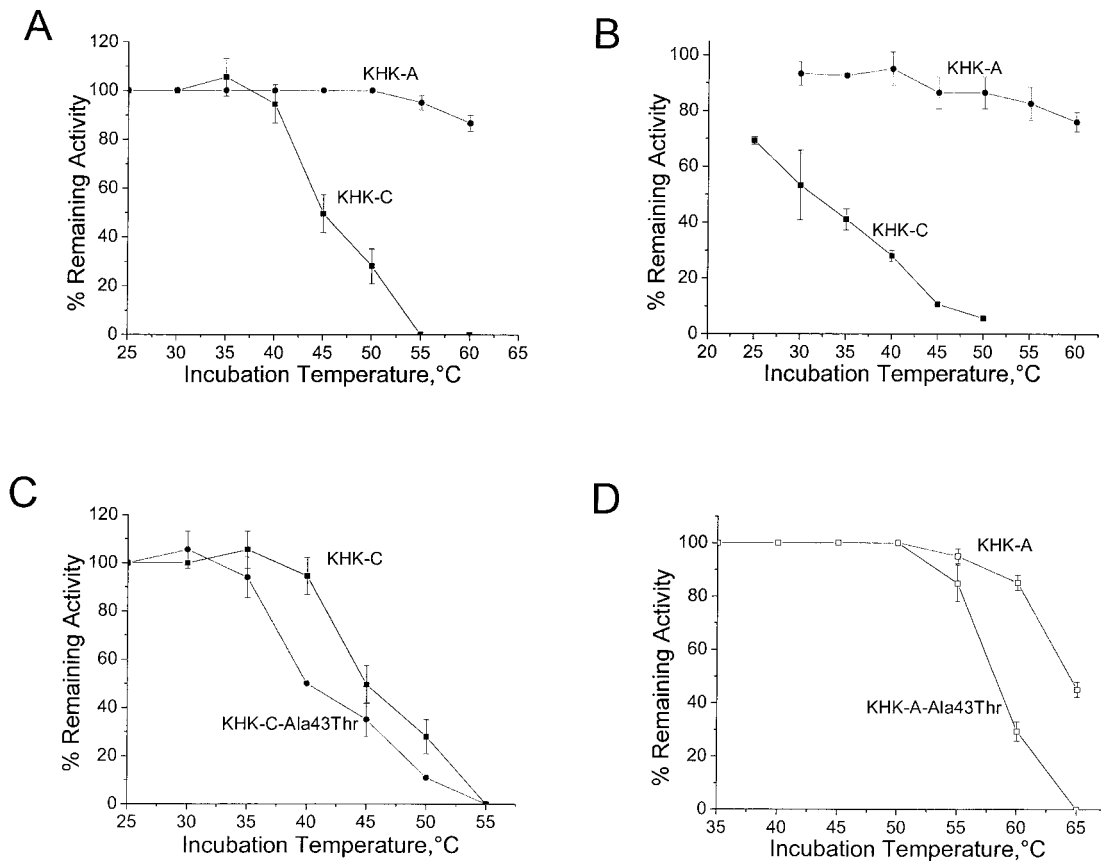 A
120
100
80
60
40
20
0
% Remaining Activity
KHK-A
KHK-C
25 30 35 40 45 50 55 60 65
Incubation Temperature,°C
B
100
80
60
40
20
0
% Remaining Activity
KHK-A
KHK-C
20 25 30 35 40 45 50 55 60
Incubation Temperature,°C
C
120
100
80
60
40
20
0
% Remaining Activity
KHK-C
KHK-C-Ala43Thr
25 30 35 40 45 50 55
Incubation Temperature,°C
D
100
80
60
40
20
0
% Remaining Activity
KHK-A
KHK-A-Ala43Thr
35 40 45 50 55 60 65
Incubation Temperature,°C